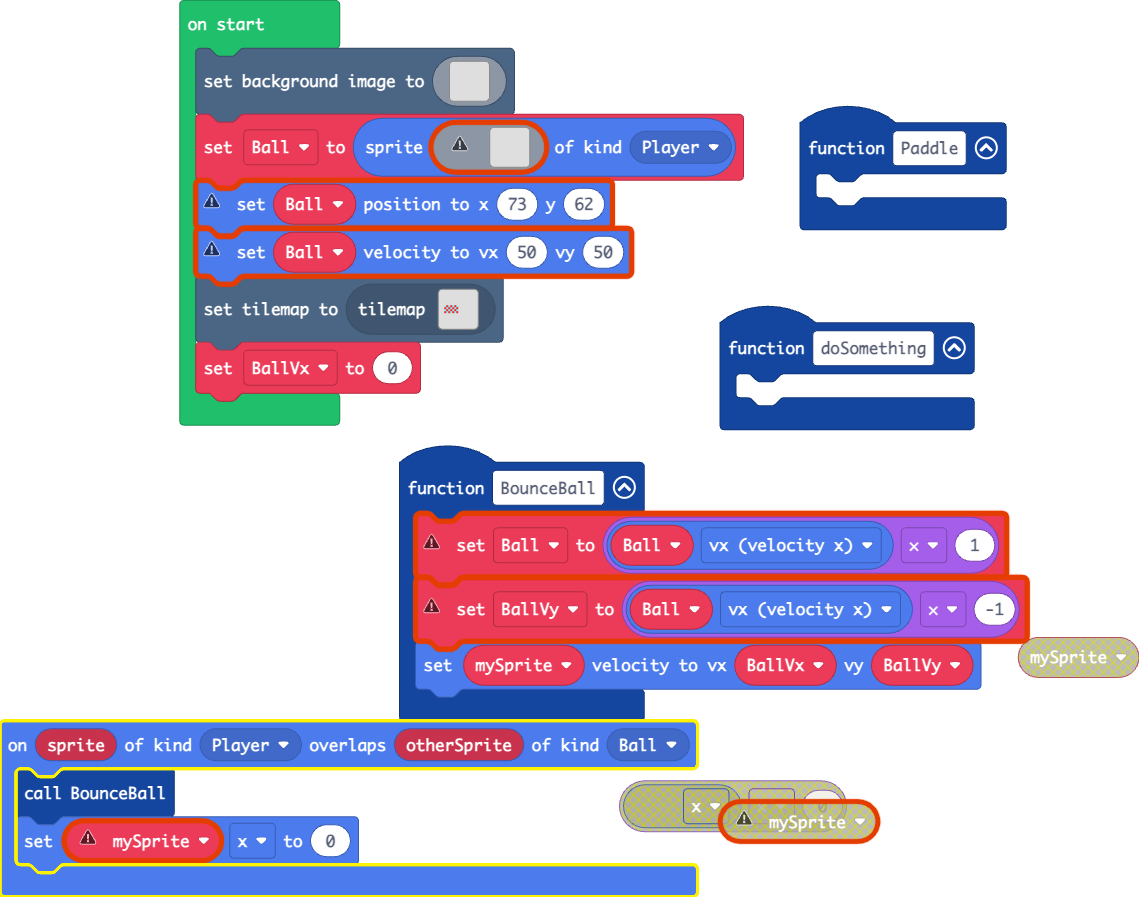 on start
set background image to
set Ball to sprite of kind Player
set Ball position to x 73 y 62
set Ball velocity to vx 50 vy 50
set tilemap to tilemap
set BallVx to 0
function Paddle
function doSomething
function BounceBall
set Ball to Ball vx (velocity x) × 1
set BallVy to Ball vx (velocity x) × -1
set mySprite velocity to vx BallVx vy BallVy
mySprite
on sprite of kind Player overlaps otherSprite of kind Ball
call BounceBall
set mySprite x to 0
x
mySprite